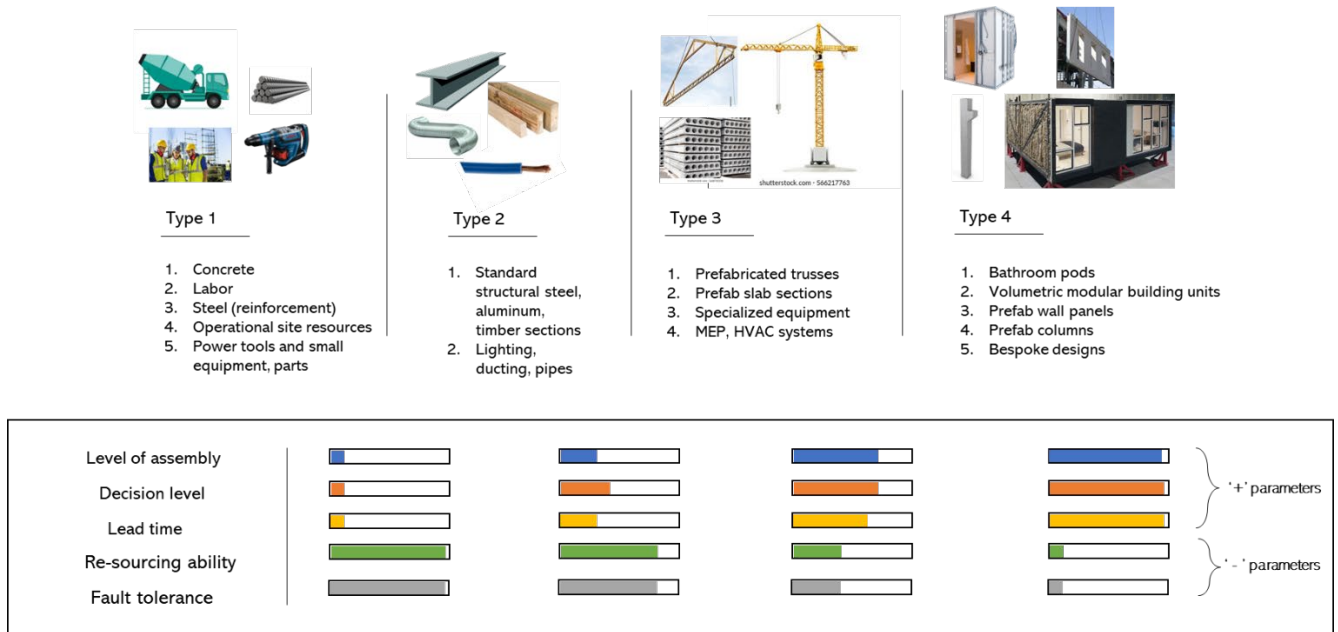 shutterstock.com · 566217763
Type 1
1. Concrete
2. Labor
3. Steel (reinforcement)
4. Operational site resources
5. Power tools and small
equipment, parts
Type 2
1. Standard
structural steel,
aluminum,
timber sections
2. Lighting,
ducting, pipes
Type 3
1. Prefabricated trusses
2. Prefab slab sections
3. Specialized equipment
4. MEP, HVAC systems
Type 4
1. Bathroom pods
2. Volumetric modular building units
3. Prefab wall panels
4. Prefab columns
5. Bespoke designs
Level of assembly
Decision level
Lead time
Re-sourcing ability
Fault tolerance
'+' parameters
'-' parameters